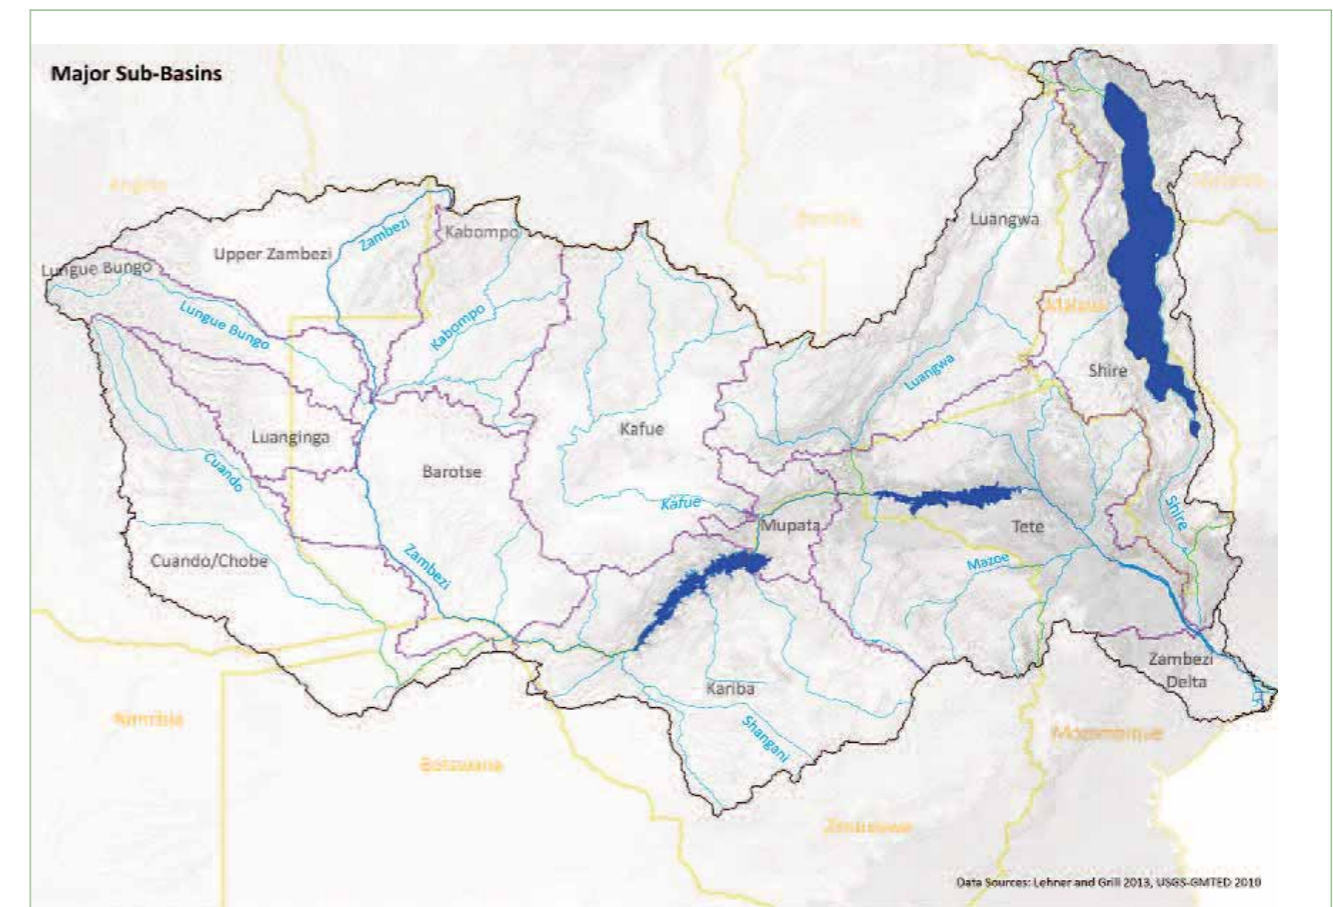 Major Sub-Basins
Angola
Zambia
Tanzania
Luangwa
Zambezi
Kabompo
Upper Zambezi
Lungue Bungo
Malawi
Lungue Bungo
Kabompo
Luangwa
Shire
Luanginga
Kafue
Barotse
Cuando
Kafue
Shire
Mupata
Tete
Zambezi
Cuando/Chobe
Mazoe
Zambezi
Delta
Kariba
Namibia
Shangani
Mozambique
Botswana
Zimbabwe
Data Sources: Lehner and Grill 2013, USGS-GMTED 2010